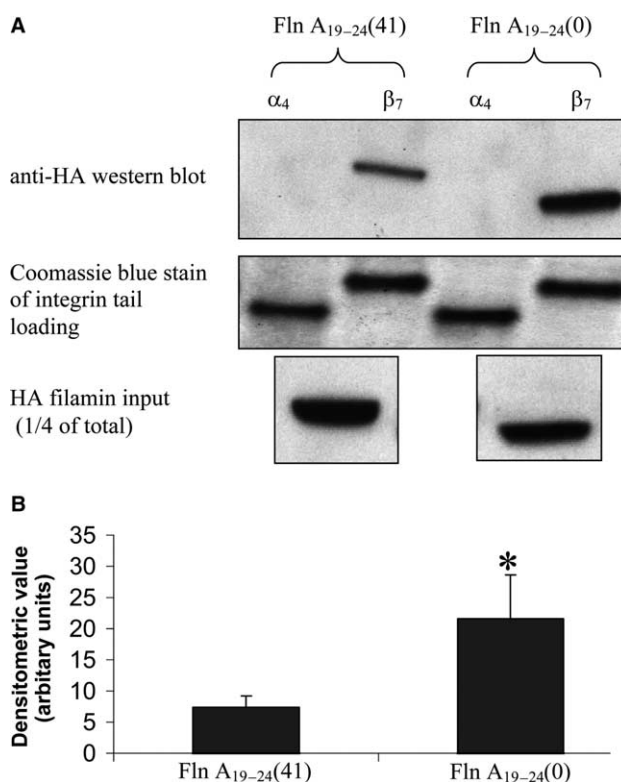 A
Fln A₁₉₋₂₄(41) Fln A₁₉₋₂₄(0)
α₄ β₇ α₄ β₇
anti-HA western blot
Coomassie blue stain
of integrin tail
loading
HA filamin input
(1/4 of total)
B
Densitometric value
(arbitary units)
35
30
25
20
15
10
5
0
*
Fln A₁₉₋₂₄(41) Fln A₁₉₋₂₄(0)